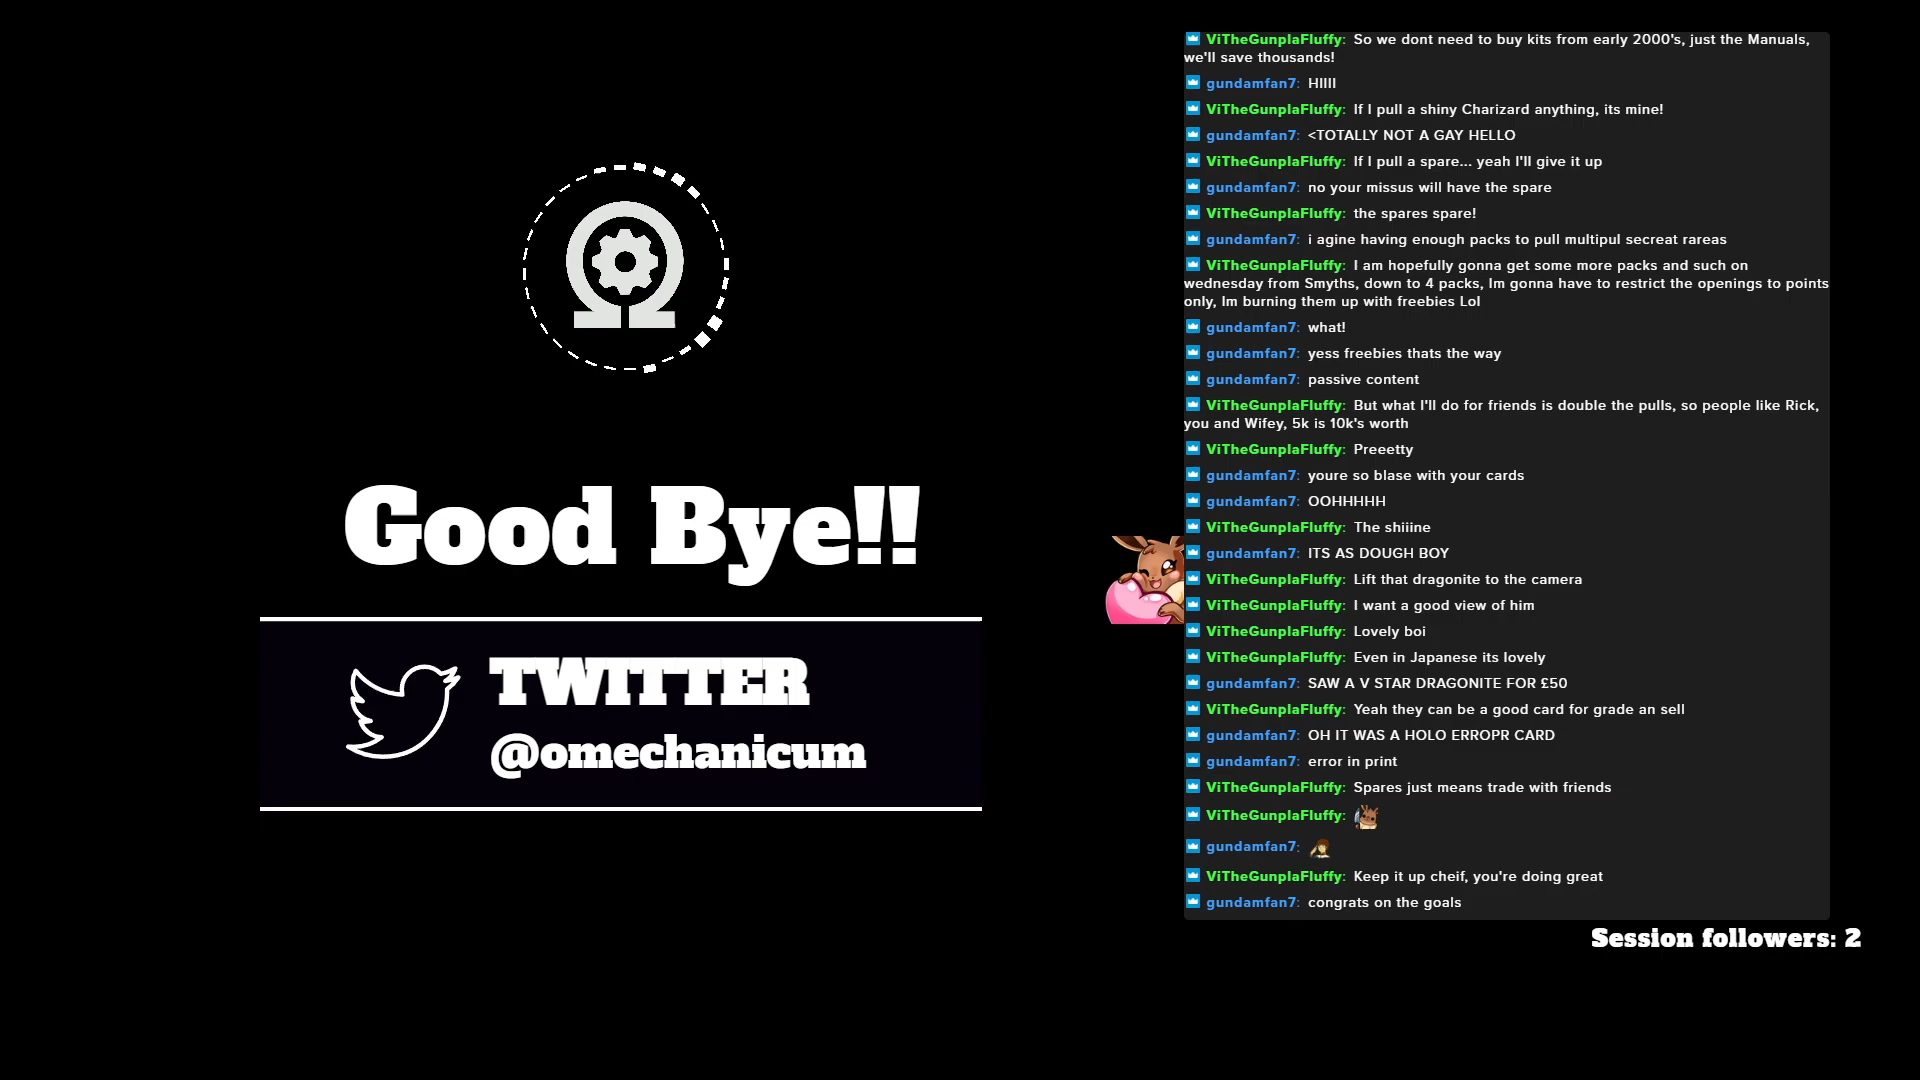 Good Bye!!
TWITTER
@omechanicum
ViTheGunplaFluffy: So we dont need to buy kits from early 2000's, just the Manuals,
we'll save thousands!
gundamfan7: HIIII
ViTheGunplaFluffy: If I pull a shiny Charizard anything, its mine!
gundamfan7: <TOTALLY NOT A GAY HELLO
ViTheGunplaFluffy: If I pull a spare... yeah I'll give it up
gundamfan7: no your missus will have the spare
ViTheGunplaFluffy: the spares spare!
gundamfan7: i agine having enough packs to pull multipul secreat rareas
ViTheGunplaFluffy: I am hopefully gonna get some more packs and such on
wednesday from Smyths, down to 4 packs, Im gonna have to restrict the openings to points
only, Im burning them up with freebies Lol
gundamfan7: what!
gundamfan7: yess freebies thats the way
gundamfan7: passive content
ViTheGunplaFluffy: But what I'll do for friends is double the pulls, so people like Rick,
you and Wifey, 5k is 10k's worth
ViTheGunplaFluffy: Preeetty
gundamfan7: youre so blase with your cards
gundamfan7: OOHHHHH
ViTheGunplaFluffy: The shiiine
gundamfan7: ITS AS DOUGH BOY
ViTheGunplaFluffy: Lift that dragonite to the camera
ViTheGunplaFluffy: I want a good view of him
ViTheGunplaFluffy: Lovely boi
ViTheGunplaFluffy: Even in Japanese its lovely
gundamfan7: SAW A V STAR DRAGONITE FOR £50
ViTheGunplaFluffy: Yeah they can be a good card for grade an sell
gundamfan7: OH IT WAS A HOLO ERROPR CARD
gundamfan7: error in print
ViTheGunplaFluffy: Spares just means trade with friends
ViTheGunplaFluffy:
gundamfan7:
ViTheGunplaFluffy: Keep it up cheif, you're doing great
gundamfan7: congrats on the goals
Session followers: 2